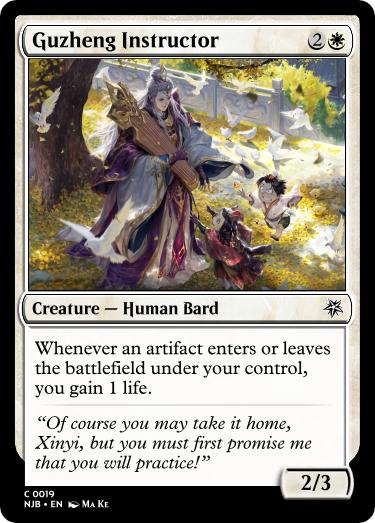 Guzheng Instructor 2
Creature — Human Bard
Whenever an artifact enters or leaves
the battlefield under your control,
you gain 1 life.
“Of course you may take it home,
Xinyi, but you must first promise me
that you will practice!”
2/3
C 0019
NJB • EN Ma Ke